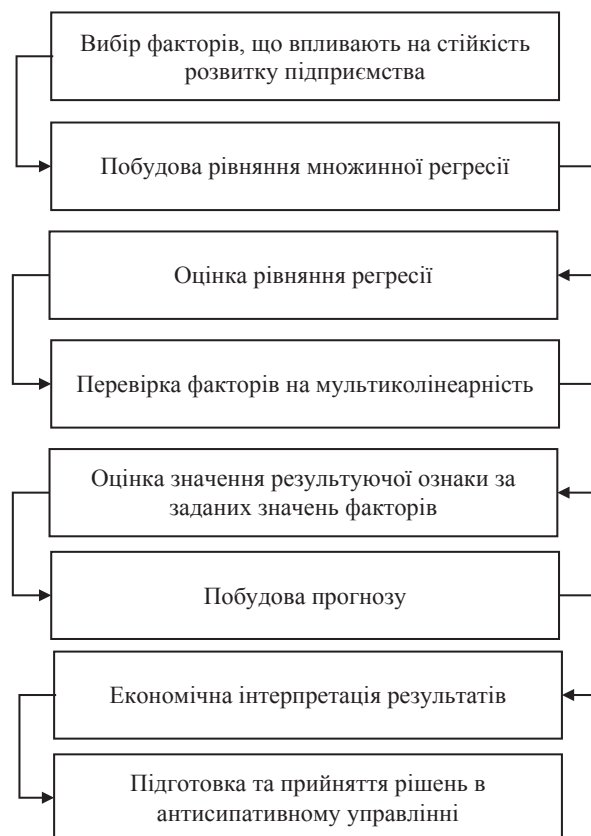 Вибір факторів, що впливають на стійкість
розвитку підприємства
Побудова рівняння множинної регресії
Оцінка рівняння регресії
Перевірка факторів на мультиколінеарність
Оцінка значення результуючої ознаки за
заданих значень факторів
Побудова прогнозу
Економічна інтерпретація результатів
Підготовка та прийняття рішень в
антисипативному управлінні